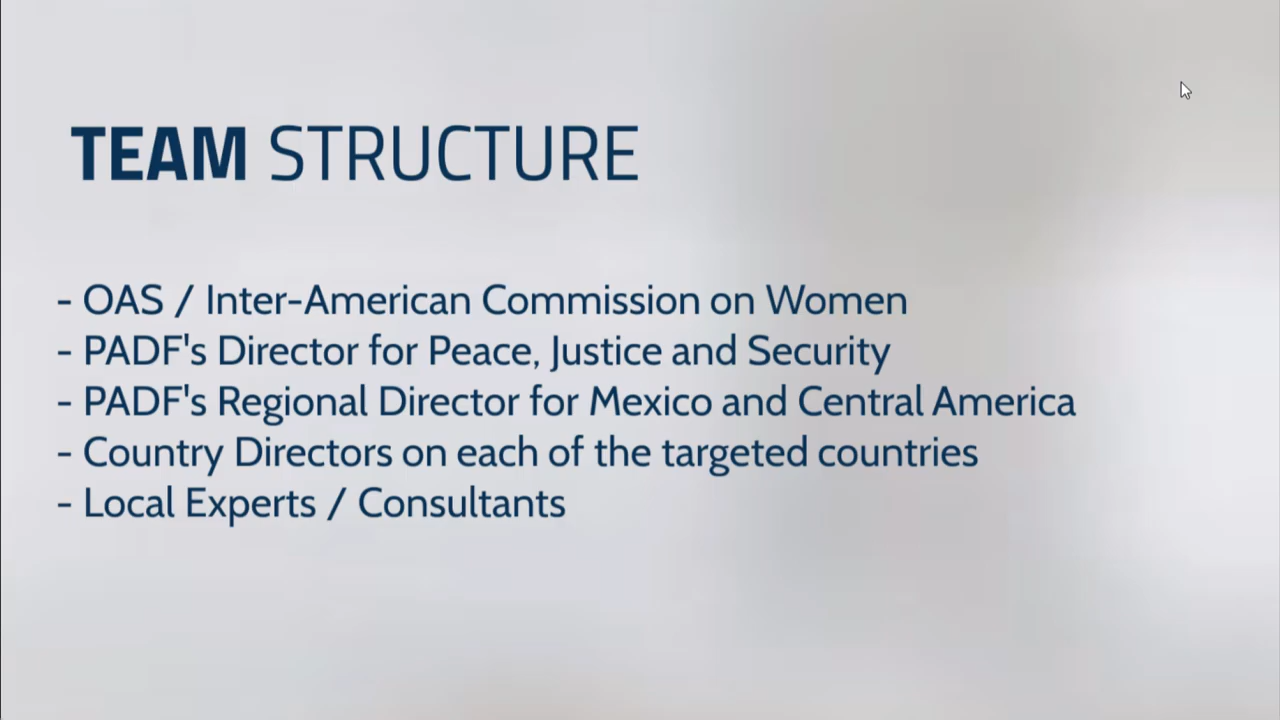 TEAM STRUCTURE
- OAS / Inter-American Commission on Women
- PADF's Director for Peace, Justice and Security
- PADF's Regional Director for Mexico and Central America
- Country Directors on each of the targeted countries
- Local Experts / Consultants